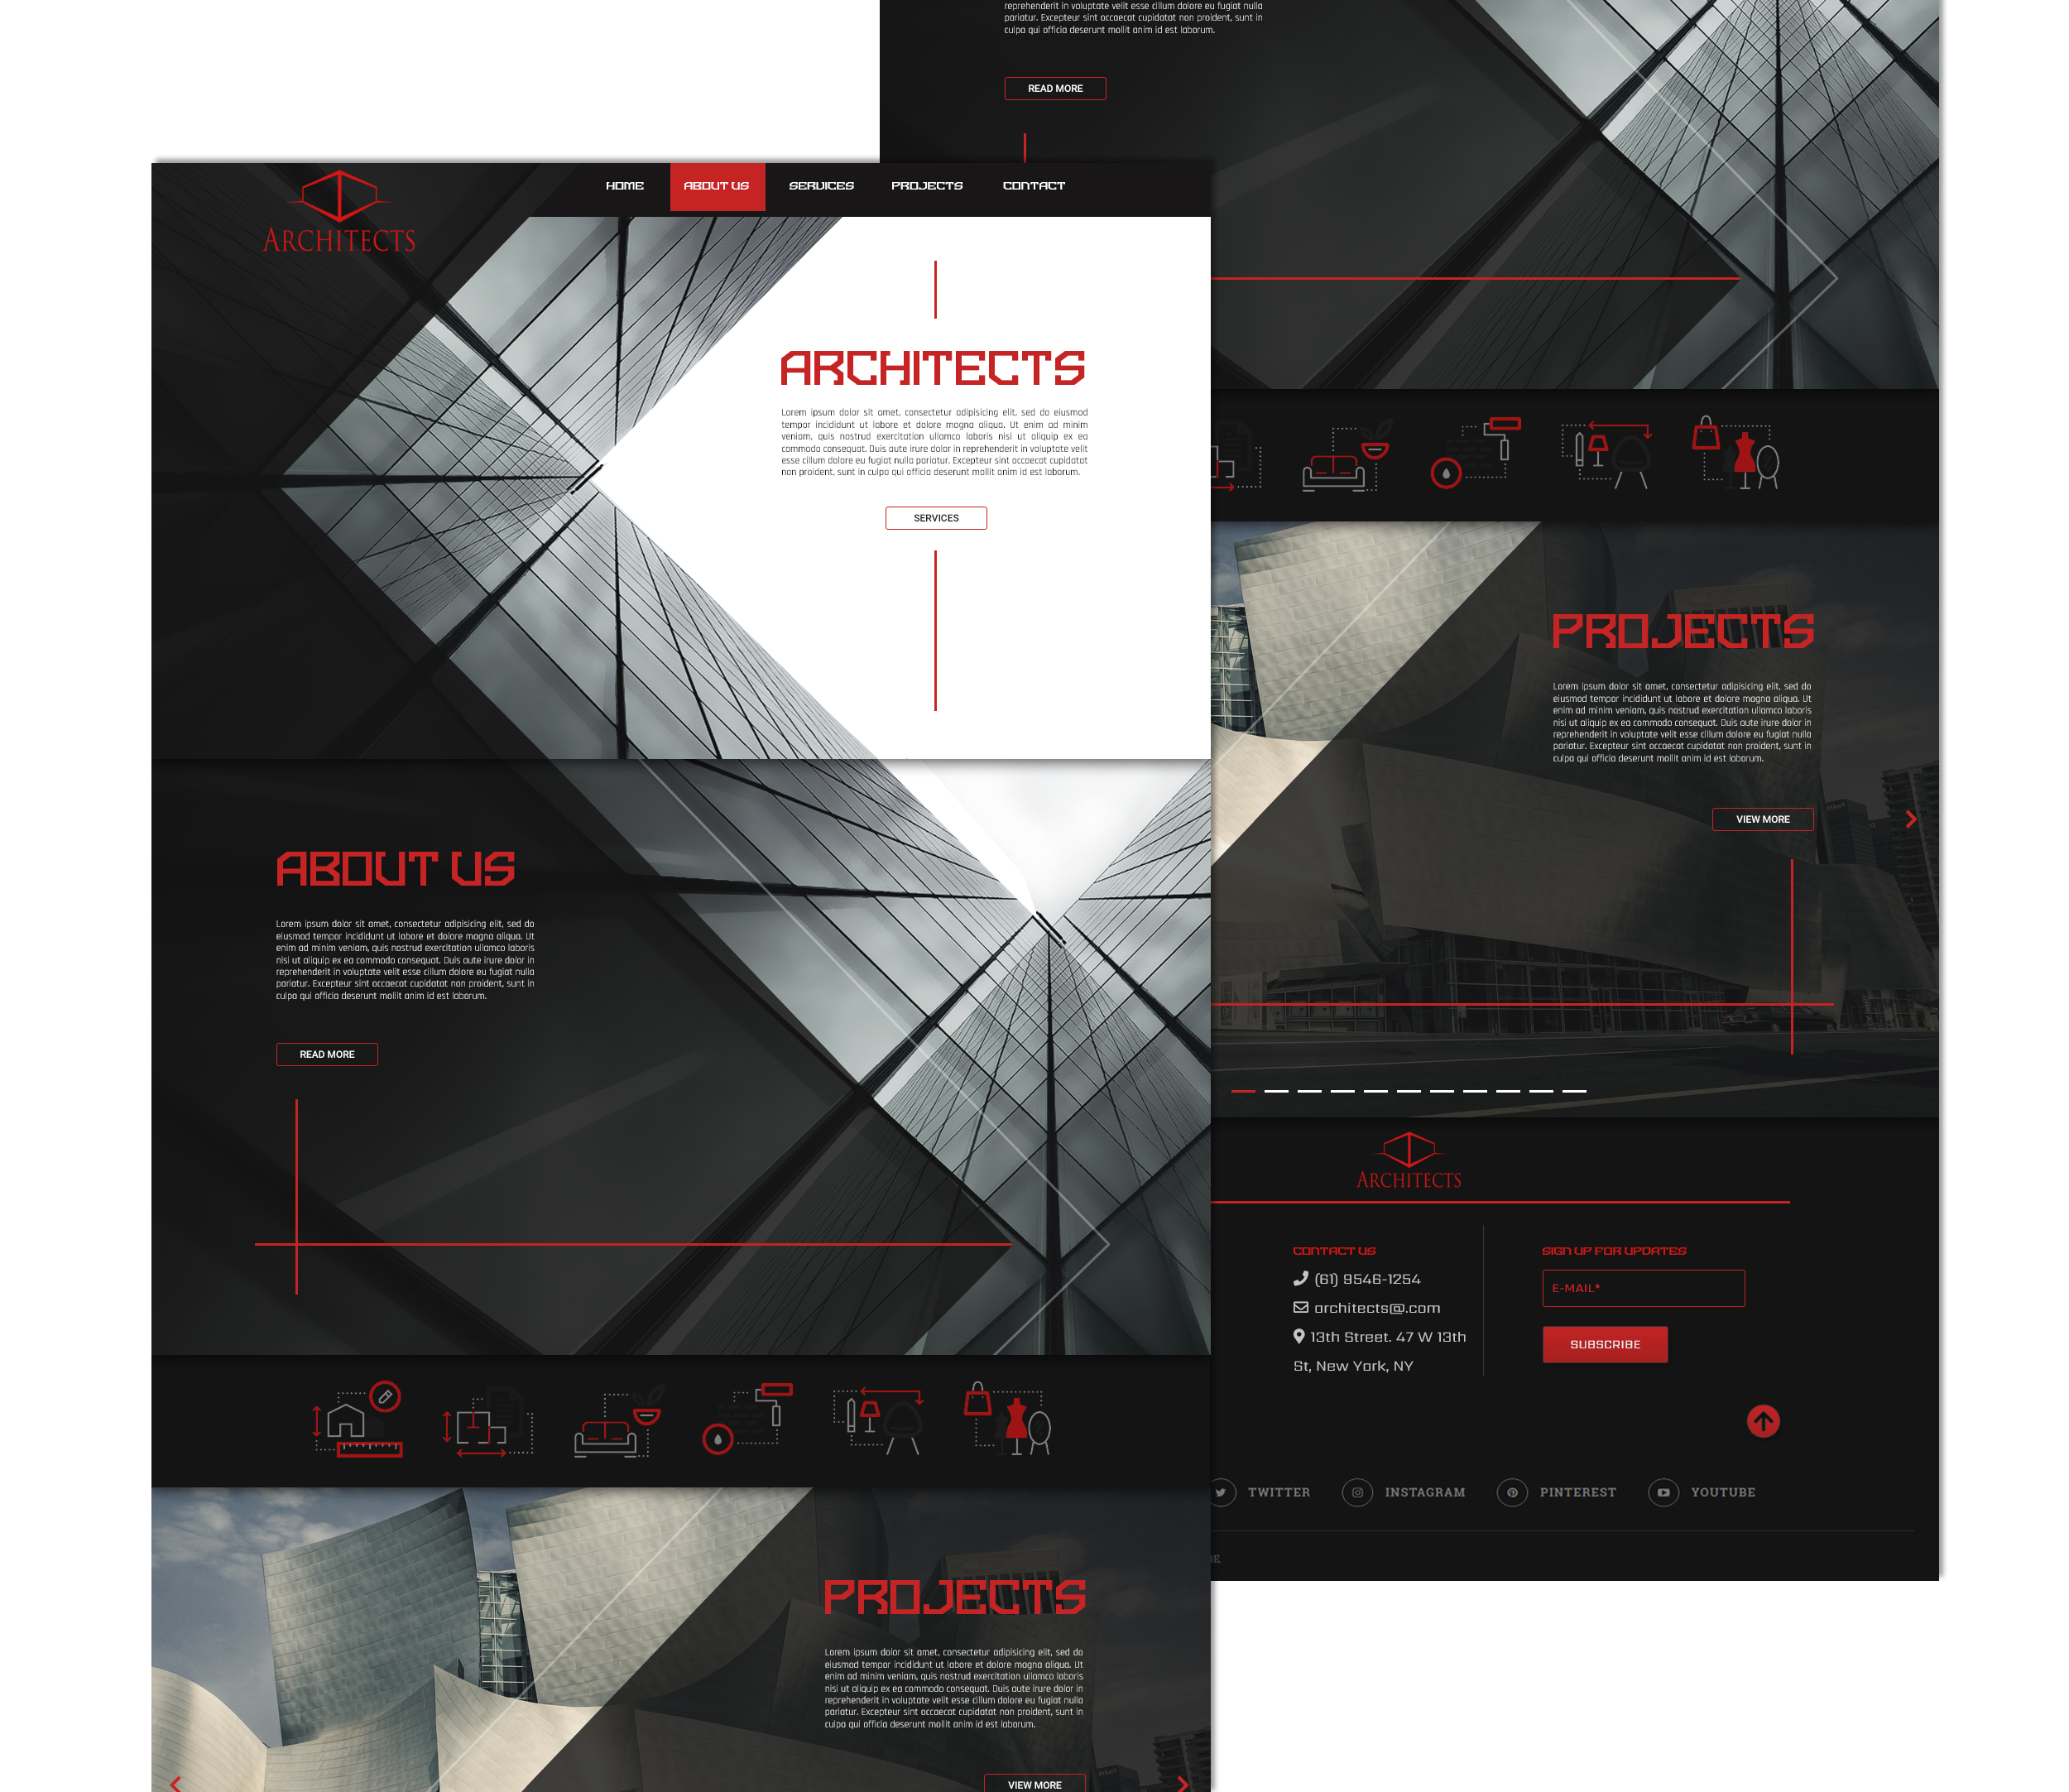 reprehenderit in voluptate velit esse cillum dolore eu fugiat nulla
pariatur. Excepteur sint occaecat cupidatat non proident, sunt in
culpa qui officia deserunt mollit anim id est laborum.
READ MORE
ARCHITECTS
HOME
ABOUT US
SERVICES
PROJECTS
CONTACT
ARCHITECTS
Lorem ipsum dolor sit amet, consectetur adipisicing elit, sed do eiusmod
tempor incididunt ut labore et dolore magna aliqua. Ut enim ad minim
veniam, quis nostrud exercitation ullamco laboris nisi ut aliquip ex ea
commodo consequat. Duis aute irure dolor in reprehenderit in voluptate velit
esse cillum dolore eu fugiat nulla pariatur. Excepteur sint occaecat cupidatat
non proident, sunt in culpa qui officia deserunt mollit anim id est laborum.
SERVICES
ABOUT US
Lorem ipsum dolor sit amet, consectetur adipisicing elit, sed do
eiusmod tempor incididunt ut labore et dolore magna aliqua. Ut
enim ad minim veniam, quis nostrud exercitation ullamco laboris
nisi ut aliquip ex ea commodo consequat. Duis aute irure dolor in
reprehenderit in voluptate velit esse cillum dolore eu fugiat nulla
pariatur. Excepteur sint occaecat cupidatat non proident, sunt in
culpa qui officia deserunt mollit anim id est laborum.
READ MORE
PROJECTS
Lorem ipsum dolor sit amet, consectetur adipisicing elit, sed do
eiusmod tempor incididunt ut labore et dolore magna aliqua. Ut
enim ad minim veniam, quis nostrud exercitation ullamco laboris
nisi ut aliquip ex ea commodo consequat. Duis aute irure dolor in
reprehenderit in voluptate velit esse cillum dolore eu fugiat nulla
pariatur. Excepteur sint occaecat cupidatat non proident, sunt in
culpa qui officia deserunt mollit anim id est laborum.
VIEW MORE
PROJECTS
Lorem ipsum dolor sit amet, consectetur adipisicing elit, sed do
eiusmod tempor incididunt ut labore et dolore magna aliqua. Ut
enim ad minim veniam, quis nostrud exercitation ullamco laboris
nisi ut aliquip ex ea commodo consequat. Duis aute irure dolor in
reprehenderit in voluptate velit esse cillum dolore eu fugiat nulla
pariatur. Excepteur sint occaecat cupidatat non proident, sunt in
culpa qui officia deserunt mollit anim id est laborum.
VIEW MORE
ARCHITECTS
CONTACT US
(61) 9546-1254
architects@.com
13th Street. 47 W 13th
St, New York, NY
SIGN UP FOR UPDATES
E-MAIL*
SUBSCRIBE
TWITTER
INSTAGRAM
PINTEREST
YOUTUBE